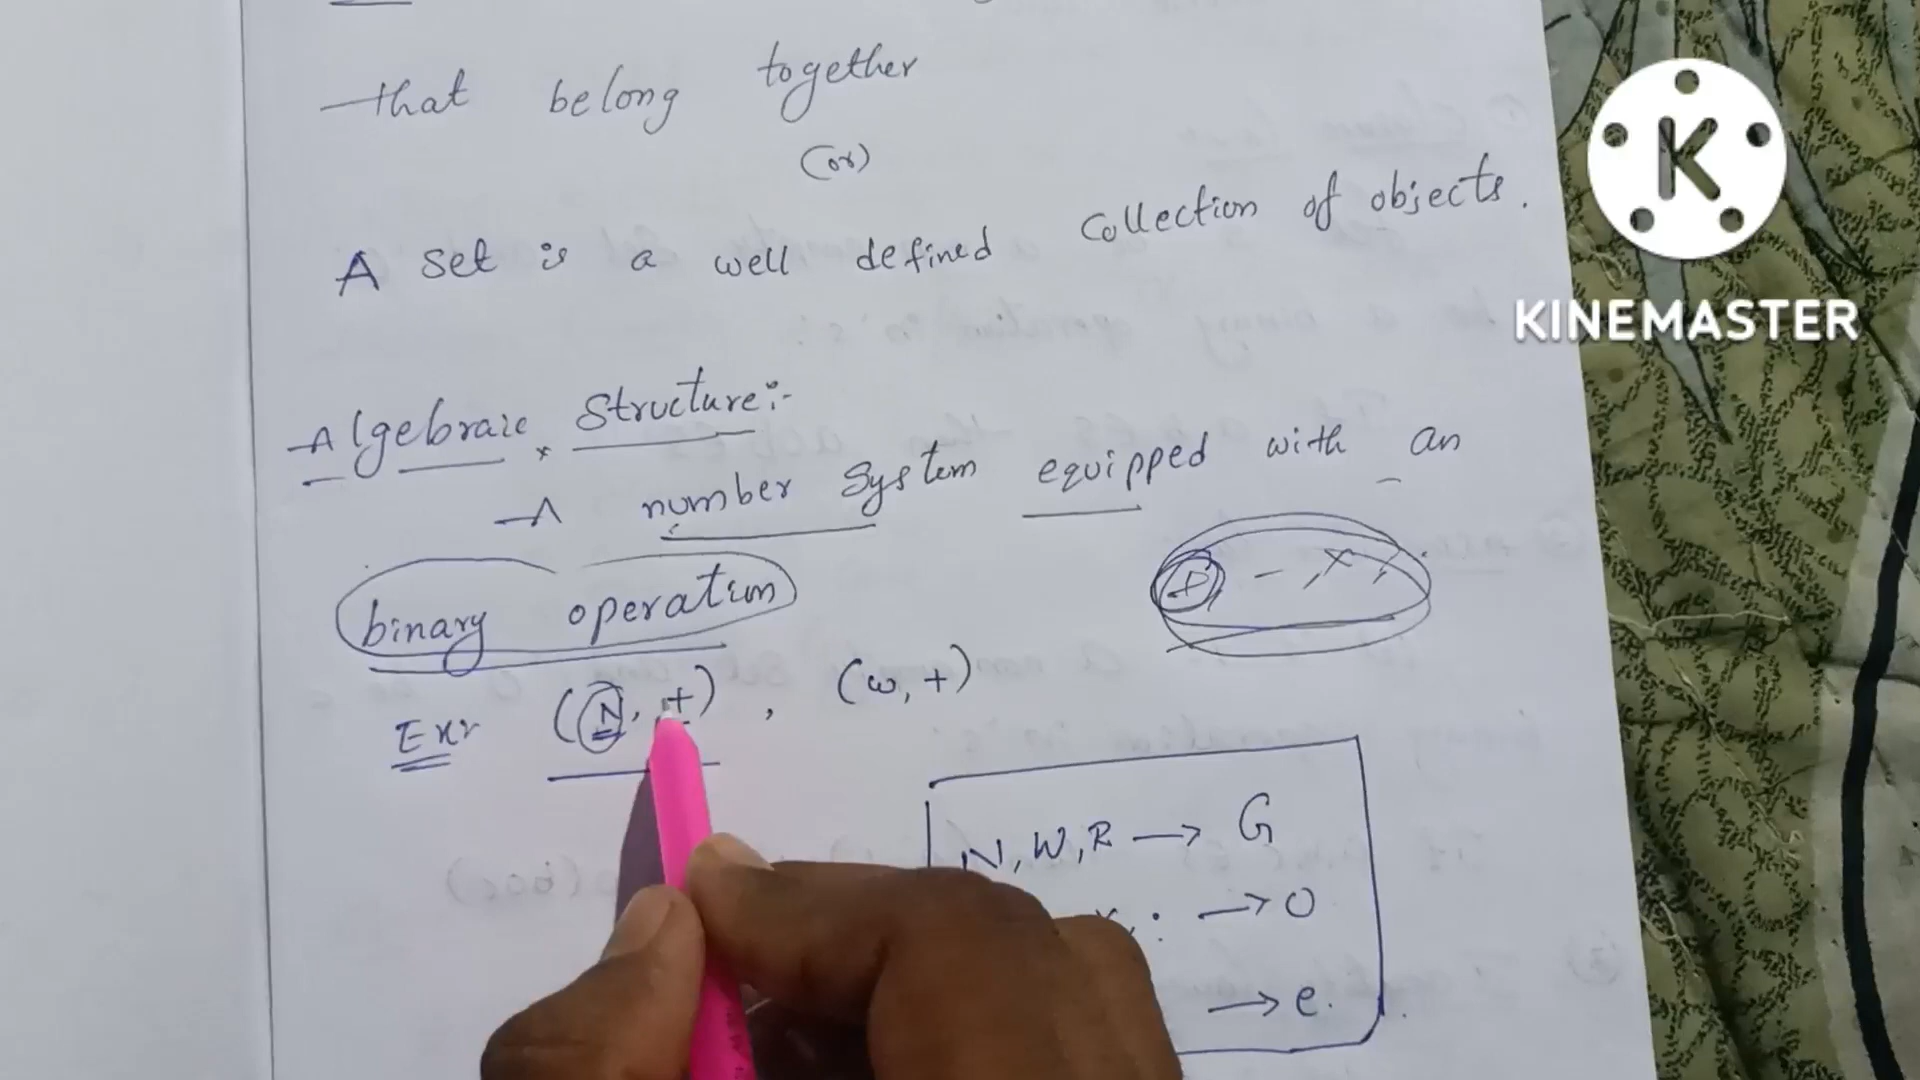 that belong together
(or)
A set is a well defined collection of objects.
Algebraic Structure:-
A number system equipped with an
binary operation
+ - × ÷
Ex:- (N, +) , (W, +)
N, W, R → G
: → 0
→ e.
K
KINEMASTER